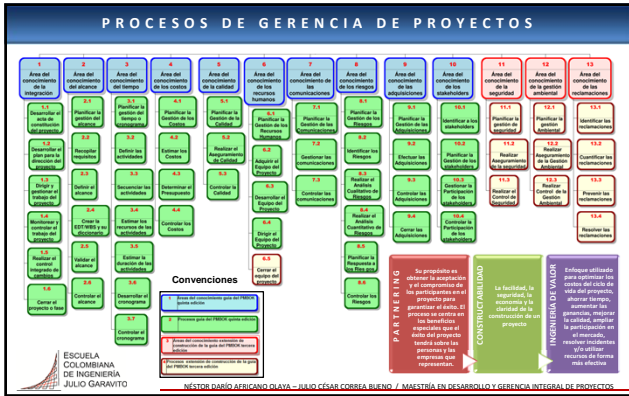 PROCESOS DE GERENCIA DE PROYECTOS
1
Área del
conocimiento
de la
integración
1.1
Desarrollar el
acta de
constitución del
proyecto
1.2
Desarrollar el
plan para la
dirección del
proyecto
1.3
Dirigir y
gestionar el
trabajo del
proyecto
1.4
Monitorear y
controlar el
trabajo del
proyecto
1.5
Realizar el
control
integrado de
cambios
1.6
Cerrar el
proyecto o fase
2
Área del
conocimiento
del alcance
2.1
Planificar la
gestión del
alcance
2.2
Recopilar
requisitos
2.3
Definir el
alcance
2.4
Crear la
EDT/WBS y su
diccionario
2.5
Validar el
alcance
2.6
Controlar el
alcance
3
Área del
conocimiento
del tiempo
3.1
Planificar la
gestión del
tiempo o
cronograma
3.2
Definir las
actividades
3.3
Secuenciar las
actividades
3.4
Estimar los
recursos de las
actividades
3.5
Estimar la
duración de las
actividades
3.6
Desarrollar el
cronograma
3.7
Controlar el
cronograma
4
Área del
conocimiento
de los costos
4.1
Planificar la
Gestión de los
Costos
4.2
Estimar los
Costos
4.3
Determinar el
Presupuesto
4.4
Controlar los
Costos
5
Área del
conocimiento
de la calidad
5.1
Planificar la
Gestión de la
Calidad
5.2
Realizar el
Aseguramiento
de Calidad
5.3
Controlar la
Calidad
6
Área del
conocimiento
de los
recursos
humanos
6.1
Planificar la
Gestión de los
Recursos
Humanos
6.2
Adquirir el
Equipo del
Proyecto
6.3
Desarrollar el
Equipo del
Proyecto
6.4
Dirigir el
Equipo del
Proyecto
6.5
Cerrar el
equipo del
proyecto
7
Área del
conocimiento
de las
comunicaciones
7.1
Planificar la
Gestión de las
Comunicaciones
7.2
Gestionar las
comunicaciones
7.3
Controlar las
comunicaciones
8
Área del
conocimiento
de los riesgos
8.1
Planificar la
Gestión de los
Riesgos
8.2
Identificar los
Riesgos
8.3
Realizar el
Análisis
Cualitativo de
Riesgos
8.4
Realizar el
Análisis
Cuantitativo de
Riesgos
8.5
Planificar la
Respuesta a
los Riesgos
8.6
Controlar los
Riesgos
9
Área del
conocimiento
de las
adquisiciones
9.1
Planificar la
Gestión de las
Adquisiciones
9.2
Efectuar las
Adquisiciones
9.3
Controlar las
Adquisiciones
9.4
Cerrar las
Adquisiciones
10
Área del
conocimiento
de los
stakeholders
10.1
Identificar a los
stakeholders
10.2
Planificar la
Gestión de los
stakeholders
10.3
Gestionar la
Participación
de los
stakeholders
10.4
Controlar la
Participación
de los
stakeholders
11
Área del
conocimiento
de la
seguridad
11.1
Planificar la
gestión de
seguridad
11.2
Realizar
Aseguramiento
de la seguridad
11.3
Realizar el
Control de
Seguridad
12
Área del
conocimiento
de la gestión
ambiental
12.1
Planificar la
gestión
Ambiental
12.2
Realizar
Aseguramiento
de la Gestión
Ambiental
12.3
Realizar
Control de la
Gestión
Ambiental
13
Área del
conocimiento
de las
reclamaciones
13.1
Identificar las
reclamaciones
13.2
Cuantificar las
reclamaciones
13.3
Prevenir las
reclamaciones
13.4
Resolver las
reclamaciones
Convenciones
1
Áreas del conocimiento guía del PMBOK
quinta edición
2
Procesos guía del PMBOK quinta edición
3
Áreas del conocimiento extensión de
construcción de la guía del PMBOK tercera
edición
4
Procesos extensión de construcción de la guía
del PMBOK tercera edición
PARTNERING
Su propósito es
obtener la aceptación
y el compromiso de
los participantes en el
proyecto para
garantizar el éxito. El
proceso se centra en
los beneficios
especiales que el
éxito del proyecto
tendrá sobre las
personas y las
empresas que
representan.
CONSTRUCTABILIDAD
La facilidad, la
seguridad, la
economía y la
claridad de la
construcción de un
proyecto
INGENIERÍA DE VALOR
Enfoque utilizado
para optimizar los
costos del ciclo de
vida del proyecto,
ahorrar tiempo,
aumentar las
ganancias, mejorar
la calidad, ampliar
la participación en
el mercado,
resolver incidentes
y/o utilizar
recursos de forma
más efectiva
ESCUELA
COLOMBIANA
DE INGENIERÍA
JULIO GARAVITO
NÉSTOR DARÍO AFRICANO OLAYA – JULIO CÉSAR CORREA BUENO / MAESTRÍA EN DESARROLLO Y GERENCIA INTEGRAL DE PROYECTOS